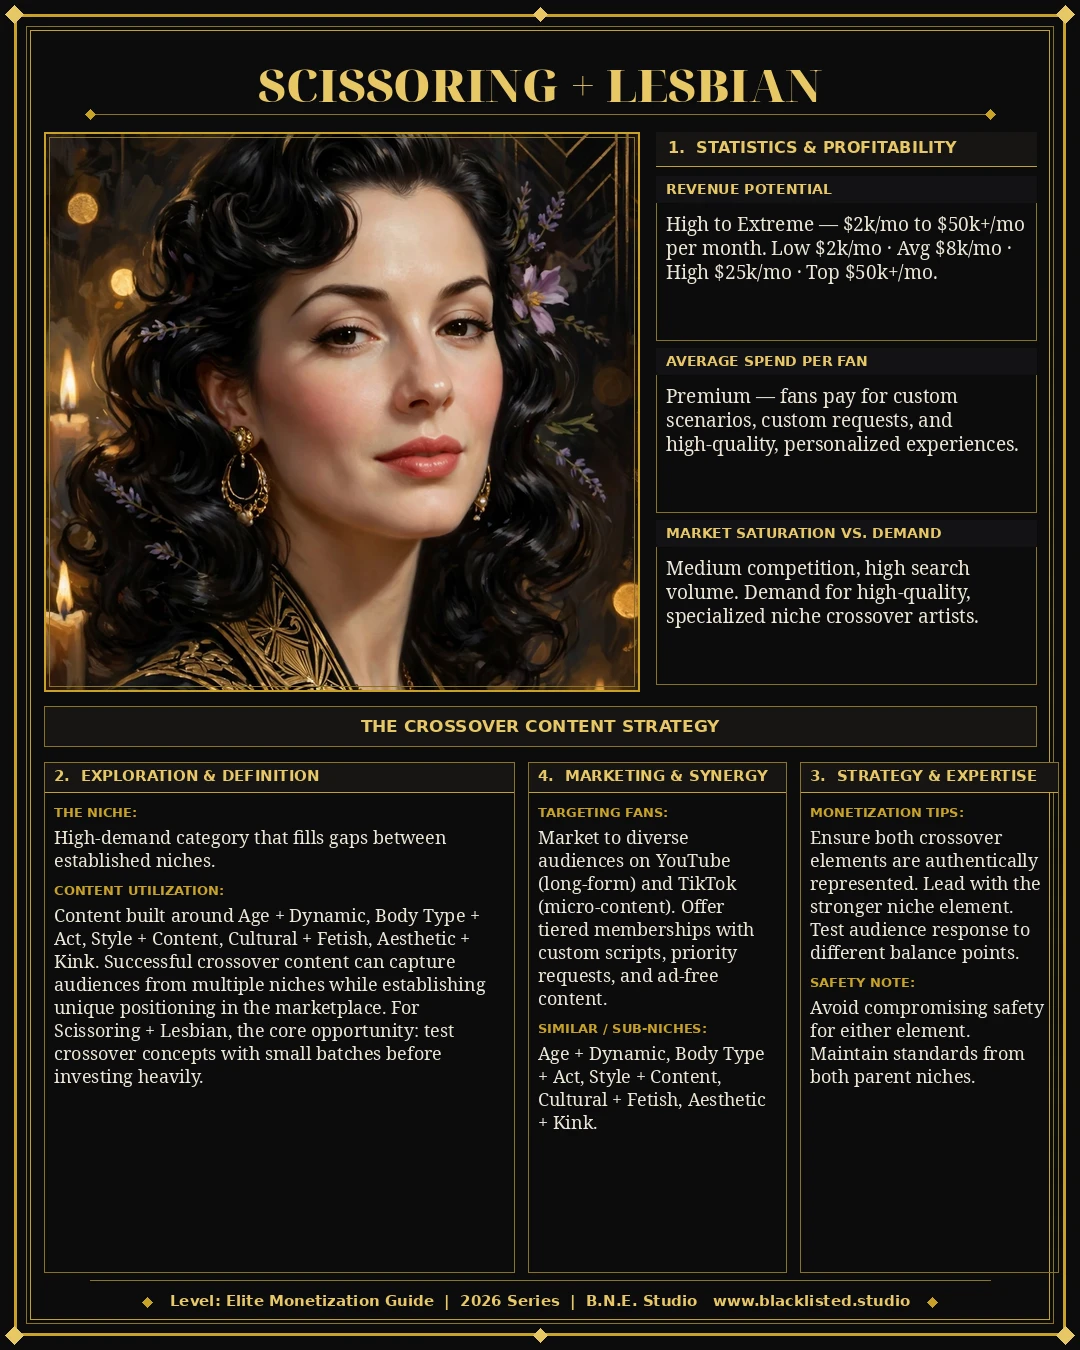 SCISSORING + LESBIAN
1. STATISTICS & PROFITABILITY
REVENUE POTENTIAL
High to Extreme — $2k/mo to $50k+/mo
per month. Low $2k/mo · Avg $8k/mo ·
High $25k/mo · Top $50k+/mo.
AVERAGE SPEND PER FAN
Premium — fans pay for custom
scenarios, custom requests, and
high-quality, personalized experiences.
MARKET SATURATION VS. DEMAND
Medium competition, high search
volume. Demand for high-quality,
specialized niche crossover artists.
THE CROSSOVER CONTENT STRATEGY
2. EXPLORATION & DEFINITION
THE NICHE:
High-demand category that fills gaps between
established niches.
CONTENT UTILIZATION:
Content built around Age + Dynamic, Body Type +
Act, Style + Content, Cultural + Fetish, Aesthetic +
Kink. Successful crossover content can capture
audiences from multiple niches while establishing
unique positioning in the marketplace. For
Scissoring + Lesbian, the core opportunity: test
crossover concepts with small batches before
investing heavily.
4. MARKETING & SYNERGY
TARGETING FANS:
Market to diverse
audiences on YouTube
(long-form) and TikTok
(micro-content). Offer
tiered memberships with
custom scripts, priority
requests, and ad-free
content.
SIMILAR / SUB-NICHES:
Age + Dynamic, Body Type
+ Act, Style + Content,
Cultural + Fetish, Aesthetic
+ Kink.
3. STRATEGY & EXPERTISE
MONETIZATION TIPS:
Ensure both crossover
elements are authentically
represented. Lead with the
stronger niche element.
Test audience response to
different balance points.
SAFETY NOTE:
Avoid compromising safety
for either element.
Maintain standards from
both parent niches.
Level: Elite Monetization Guide | 2026 Series | B.N.E. Studio www.blacklisted.studio